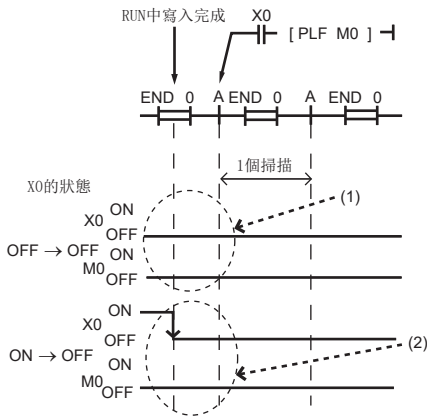 RUN中寫入完成
X0
[ PLF M0 ]
END 0 A END 0 A END 0
1個掃描
X0的狀態
(1)
ON
X0
OFF
OFF → OFF
ON
M0
OFF
ON
X0
OFF
(2)
ON → OFF
ON
M0
OFF